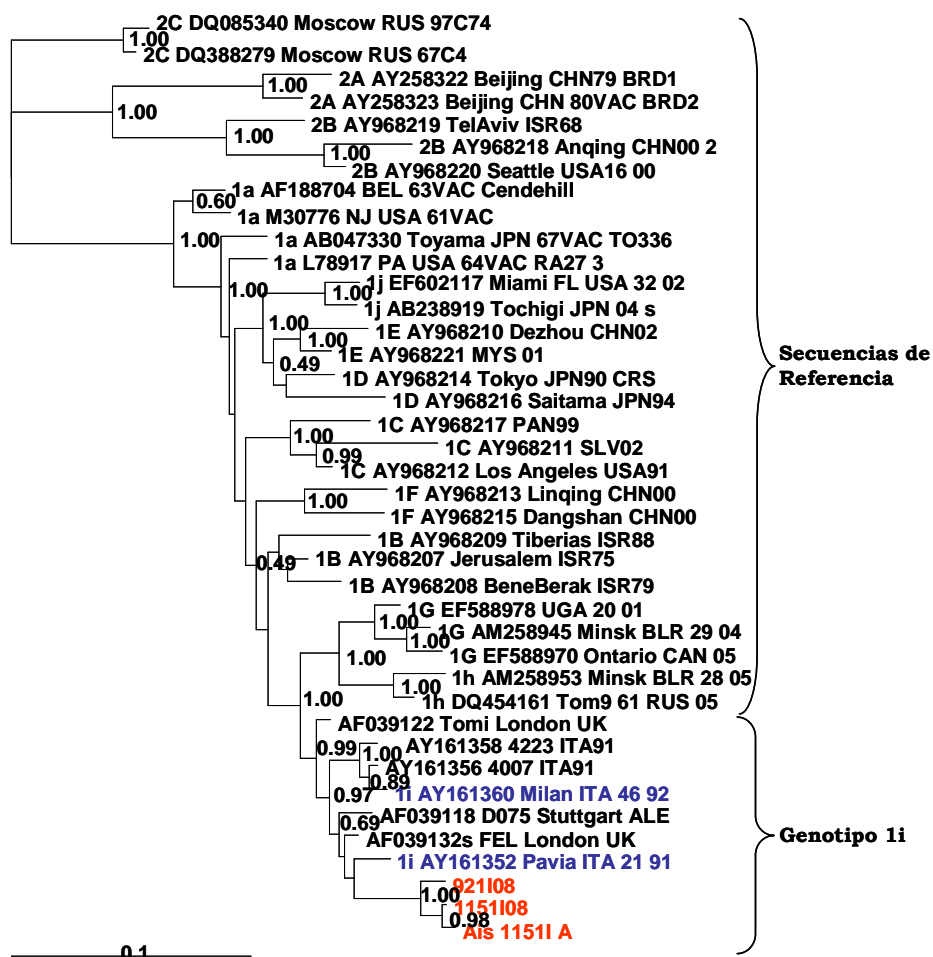 2C DQ085340 Moscow RUS 97C74
1.00
2C DQ388279 Moscow RUS 67C4
2A AY258322 Beijing CHN79 BRD1
1.00
2A AY258323 Beijing CHN 80VAC BRD2
1.00
2B AY968219 TelAviv ISR68
1.00
2B AY968218 Anqing CHN00 2
1.00
2B AY968220 Seattle USA16 00
1a AF188704 BEL 63VAC Cendehill
0.60
1a M30776 NJ USA 61VAC
1.00
1a AB047330 Toyama JPN 67VAC TO336
1a L78917 PA USA 64VAC RA27 3
1.00
1j EF602117 Miami FL USA 32 02
1.00
1j AB238919 Tochigi JPN 04 s
1.00
1E AY968210 Dezhou CHN02
1.00
1E AY968221 MYS 01
0.49
1D AY968214 Tokyo JPN90 CRS
1D AY968216 Saitama JPN94
Secuencias de
Referencia
1C AY968217 PAN99
1.00
1C AY968211 SLV02
0.99
1C AY968212 Los Angeles USA91
1F AY968213 Linqing CHN00
1.00
1F AY968215 Dangshan CHN00
1B AY968209 Tiberias ISR88
0.49
1B AY968207 Jerusalem ISR75
1B AY968208 BeneBerak ISR79
1G EF588978 UGA 20 01
1.00
1G AM258945 Minsk BLR 29 04
1.00
1G EF588970 Ontario CAN 05
1.00
1h AM258953 Minsk BLR 28 05
1.00
1h DQ454161 Tom9 61 RUS 05
1.00
AF039122 Tomi London UK
0.99
AY161358 4223 ITA91
1.00
AY161356 4007 ITA91
0.89
1i AY161360 Milan ITA 46 92
0.97
AF039118 D075 Stuttgart ALE
0.69
AF039132s FEL London UK
1i AY161352 Pavia ITA 21 91
Genotipo 1i
921I08
1.00
1151I08
0.98
Ais 1151I A
0.1